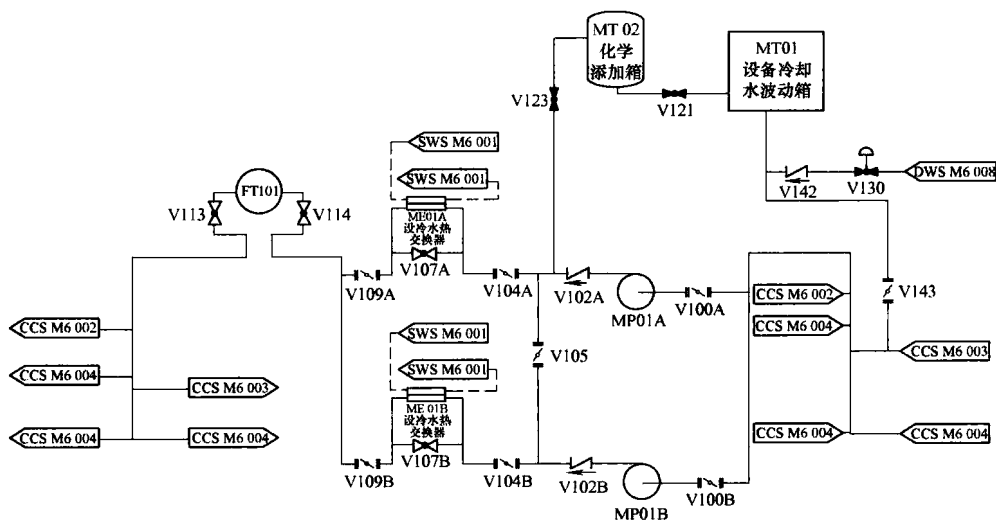 MT 02
化学
添加箱
MT01
设备冷却
水波动箱
V123
V121
SWS M6 001
SWS M6 001
V142
V130
DWS M6 008
FT101
V113
V114
ME01A
设冷水热
交换器
V107A
V109A
V104A
V102A
MP01A
V100A
CCS M6 002
CCS M6 004
V143
CCS M6 003
CCS M6 002
CCS M6 004
CCS M6 003
CCS M6 004
CCS M6 004
V105
SWS M6 001
SWS M6 001
ME 01B
设冷水热
交换器
V107B
V109B
V104B
V102B
MP01B
V100B
CCS M6 004
CCS M6 004